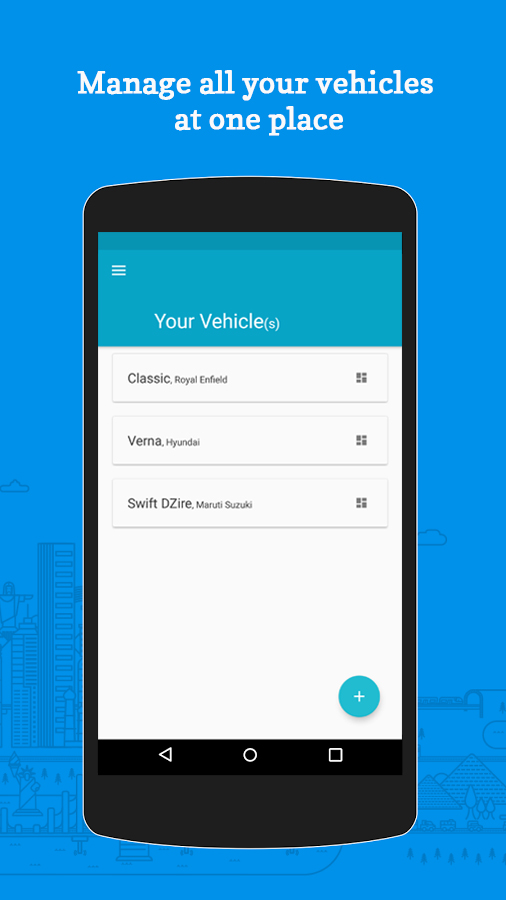 Manage all your vehicles
at one place
Your Vehicle(s)
Classic, Royal Enfield
Verna, Hyundai
Swift DZire, Maruti Suzuki